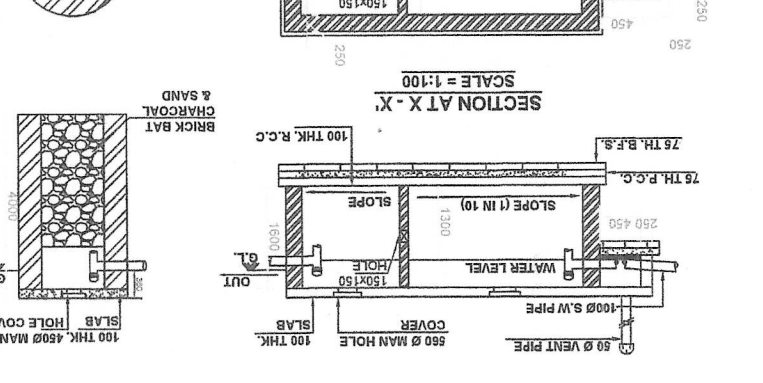 50 Ø VENT PIPE
560 Ø MAN HOLE
COVER
100 THK.
SLAB
100 THK.
SLAB
450Ø MAN
HOLE COV
100Ø S.W PIPE
WATER LEVEL
150x150
HOLE
OUT
G.L.
G
250 450
SLOPE (1 IN 10)
SLOPE
1300
1600
4000
75 TH.P.C.C.
75 TH.B.F.S.
100 THK. R.C.C
BRICK BAT
CHARCOAL
& SAND
SECTION AT X - X'
SCALE = 1:100
250
450
250
250
150x150